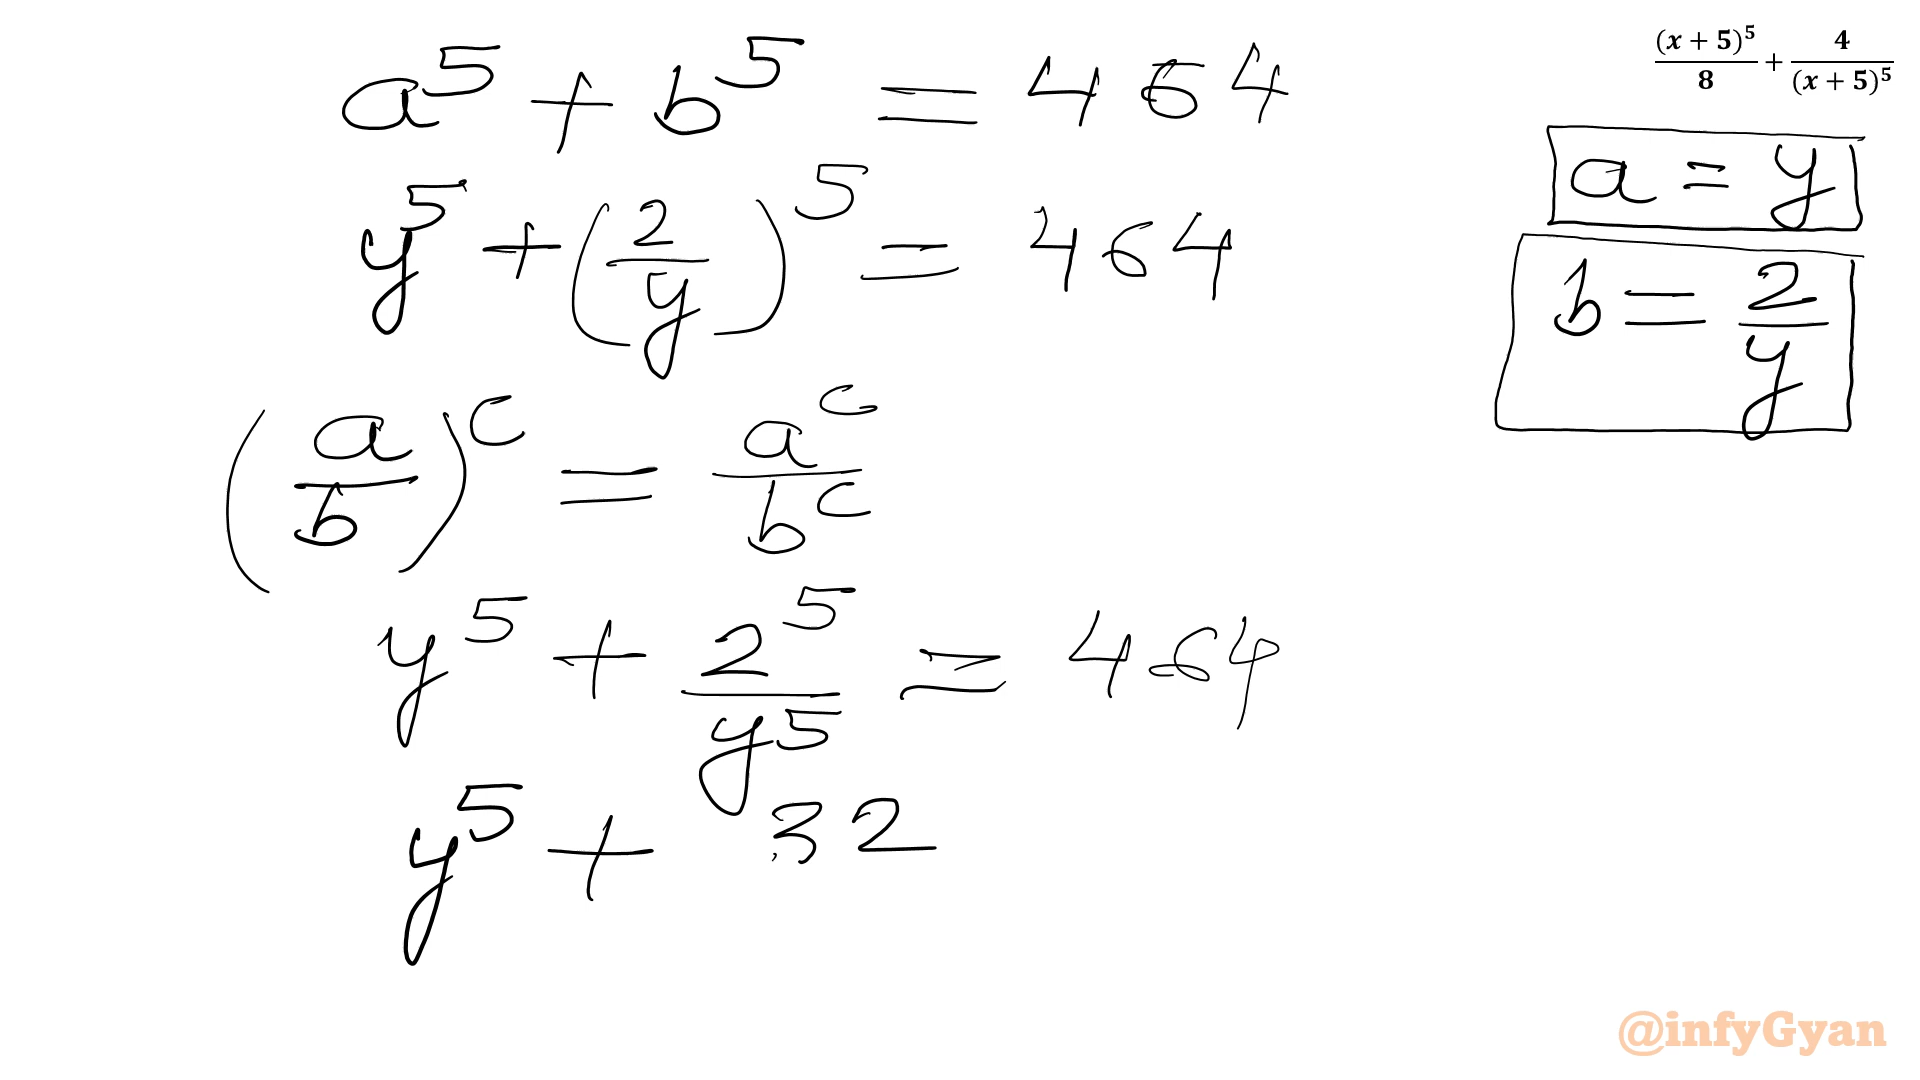 a^5 + b^5 = 464
(x + 5)^5/8 + 4/(x + 5)^5
a = y
y^5 + (2/y)^5 = 464
b = 2/y
(a/b)^c = a^c/b^c
y^5 + 2^5/y^5 = 464
y^5 + 32
@infyGyan